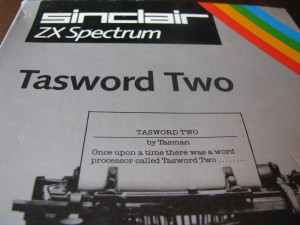 sinclair
ZX Spectrum
Tasword Two
TASWORD TWO
by Tasman
Once upon a time there was a word
processor called Tasword Two ........